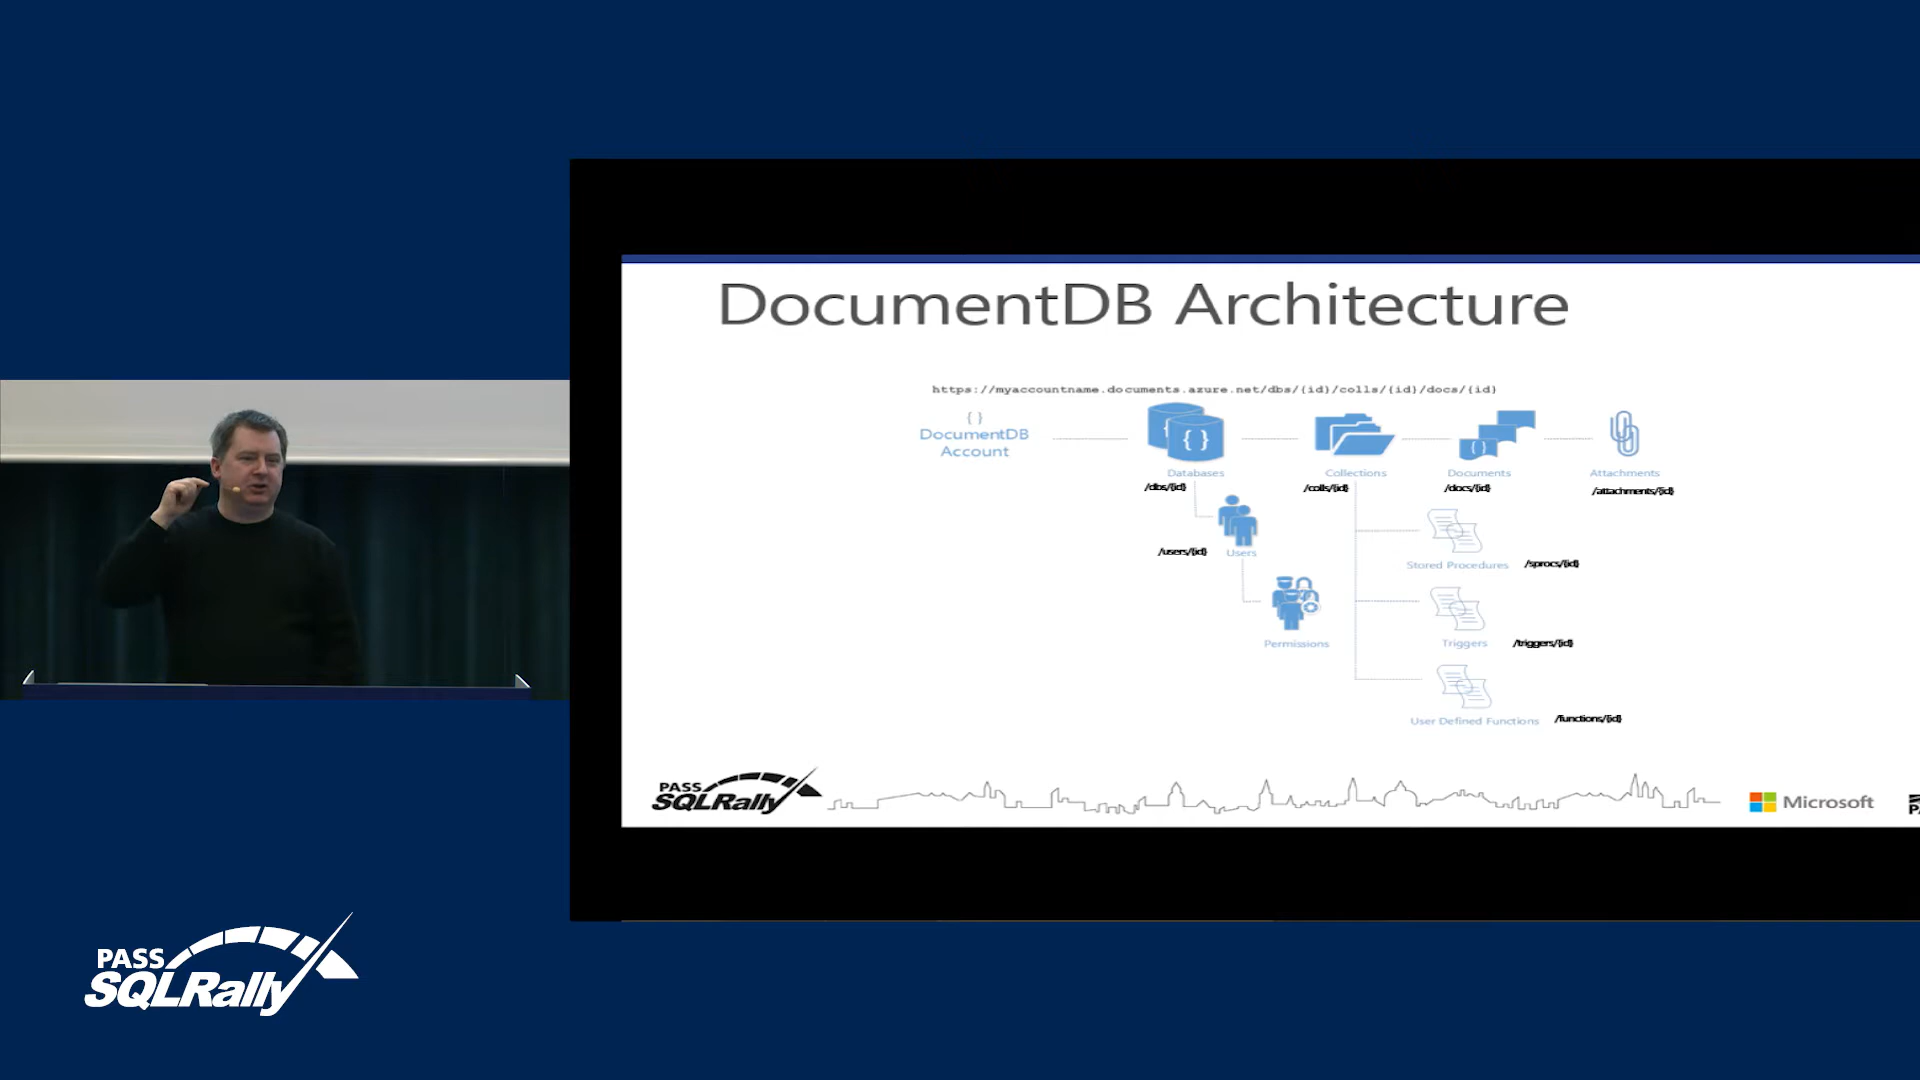 DocumentDB Architecture
https://myaccountname.documents.azure.net/dbs/{id}/colls/{id}/docs/{id}
{ }
DocumentDB
Account
{ }
{ }
Databases
/dbs/{id}
Collections
/colls/{id}
Documents
/docs/{id}
Attachments
/attachments/{id}
/users/{id}
Users
Permissions
Stored Procedures
/sprocs/{id}
Triggers
/triggers/{id}
User Defined Functions
/functions/{id}
PASS
SQLRally
Microsoft
PASS
SQLRally